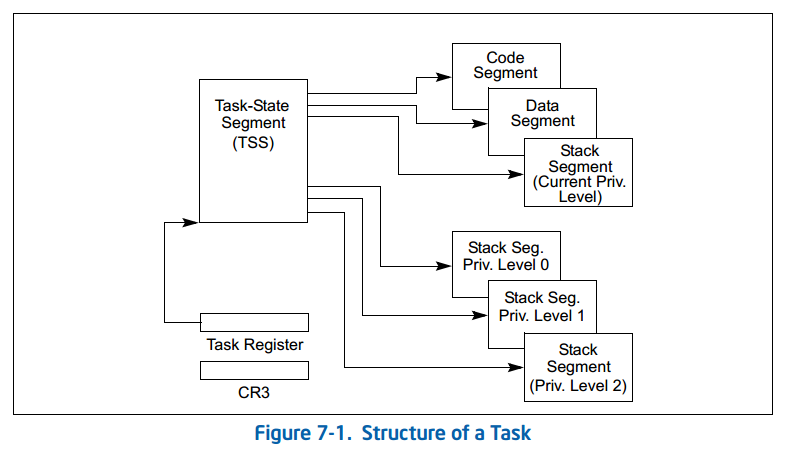 Code
Segment
Task-State
Segment
(TSS)
Data
Segment
Stack
Segment
(Current Priv.
Level)
Stack Seg.
Priv. Level 0
Stack Seg.
Priv. Level 1
Stack
Segment
(Priv. Level 2)
Task Register
CR3
Figure 7-1. Structure of a Task